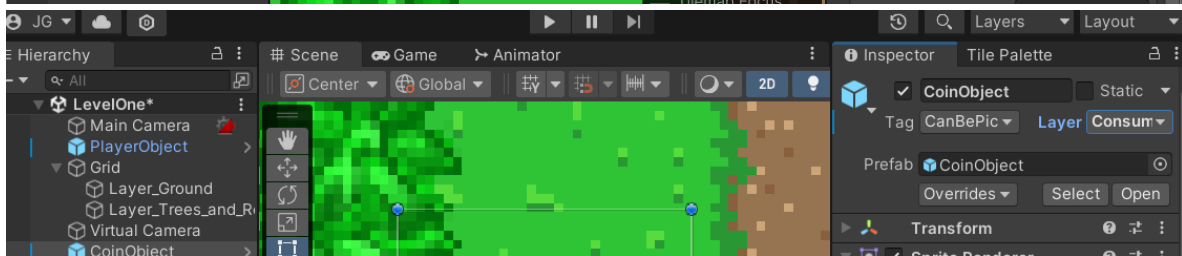 Tilemap Focus
JG
Layers Layout
Hierarchy # Scene Game Animator Inspector Tile Palette
All Center Global 2D CoinObject Static
LevelOne*
Main Camera Tag CanBePic Layer Consum
PlayerObject
Grid Prefab CoinObject
Layer_Ground Overrides Select Open
Layer_Trees_and_R
Virtual Camera Transform
CoinObject Sprite Renderer